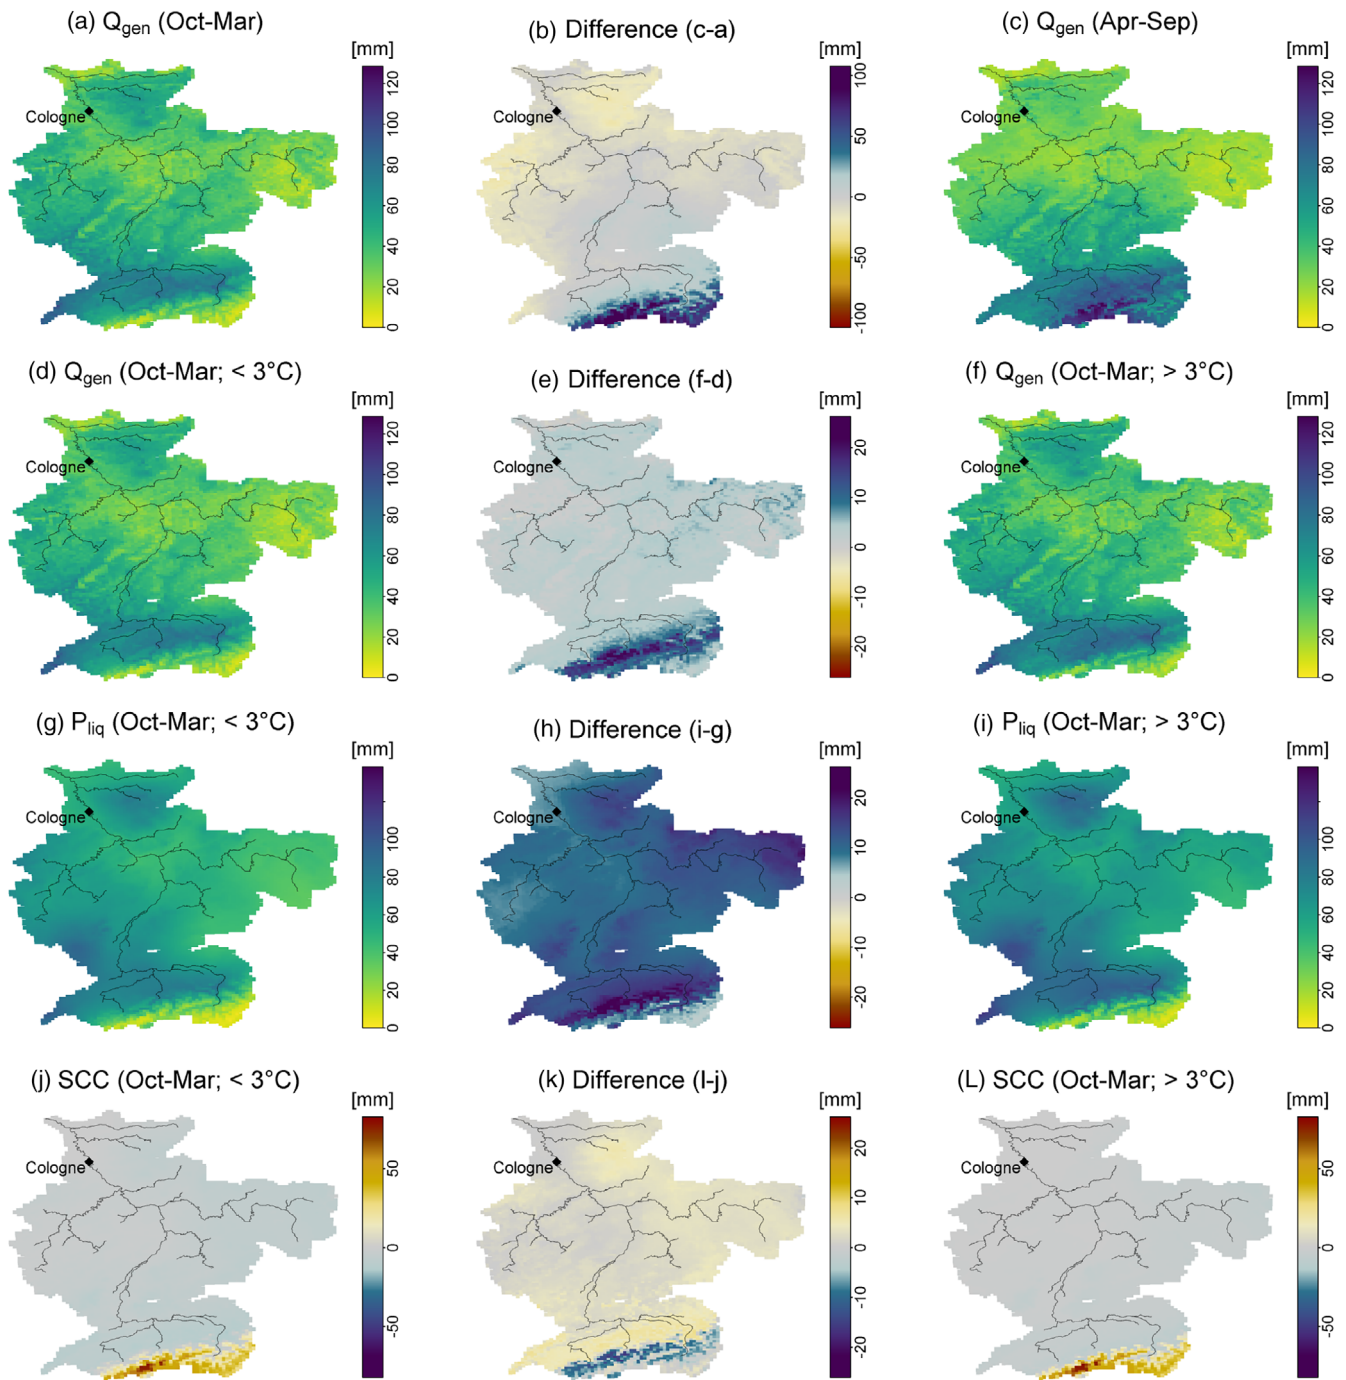 (a) Qgen (Oct-Mar)
(b) Difference (c-a)
(c) Qgen (Apr-Sep)
[mm]
[mm]
[mm]
Cologne
Cologne
Cologne
0 20 40 60 80 100 120
-100 -50 0 50 100
0 20 40 60 80 100 120
(d) Qgen (Oct-Mar; < 3°C)
(e) Difference (f-d)
(f) Qgen (Oct-Mar; > 3°C)
[mm]
[mm]
[mm]
Cologne
Cologne
Cologne
0 20 40 60 80 100 120
-20 -10 0 10 20
0 20 40 60 80 100 120
(g) Pliq (Oct-Mar; < 3°C)
(h) Difference (i-g)
(i) Pliq (Oct-Mar; > 3°C)
[mm]
[mm]
[mm]
Cologne
Cologne
Cologne
0 20 40 60 80 100
-20 -10 0 10 20
0 20 40 60 80 100
(j) SCC (Oct-Mar; < 3°C)
(k) Difference (l-j)
(L) SCC (Oct-Mar; > 3°C)
[mm]
[mm]
[mm]
Cologne
Cologne
Cologne
-50 0 50
-20 -10 0 10 20
-50 0 50